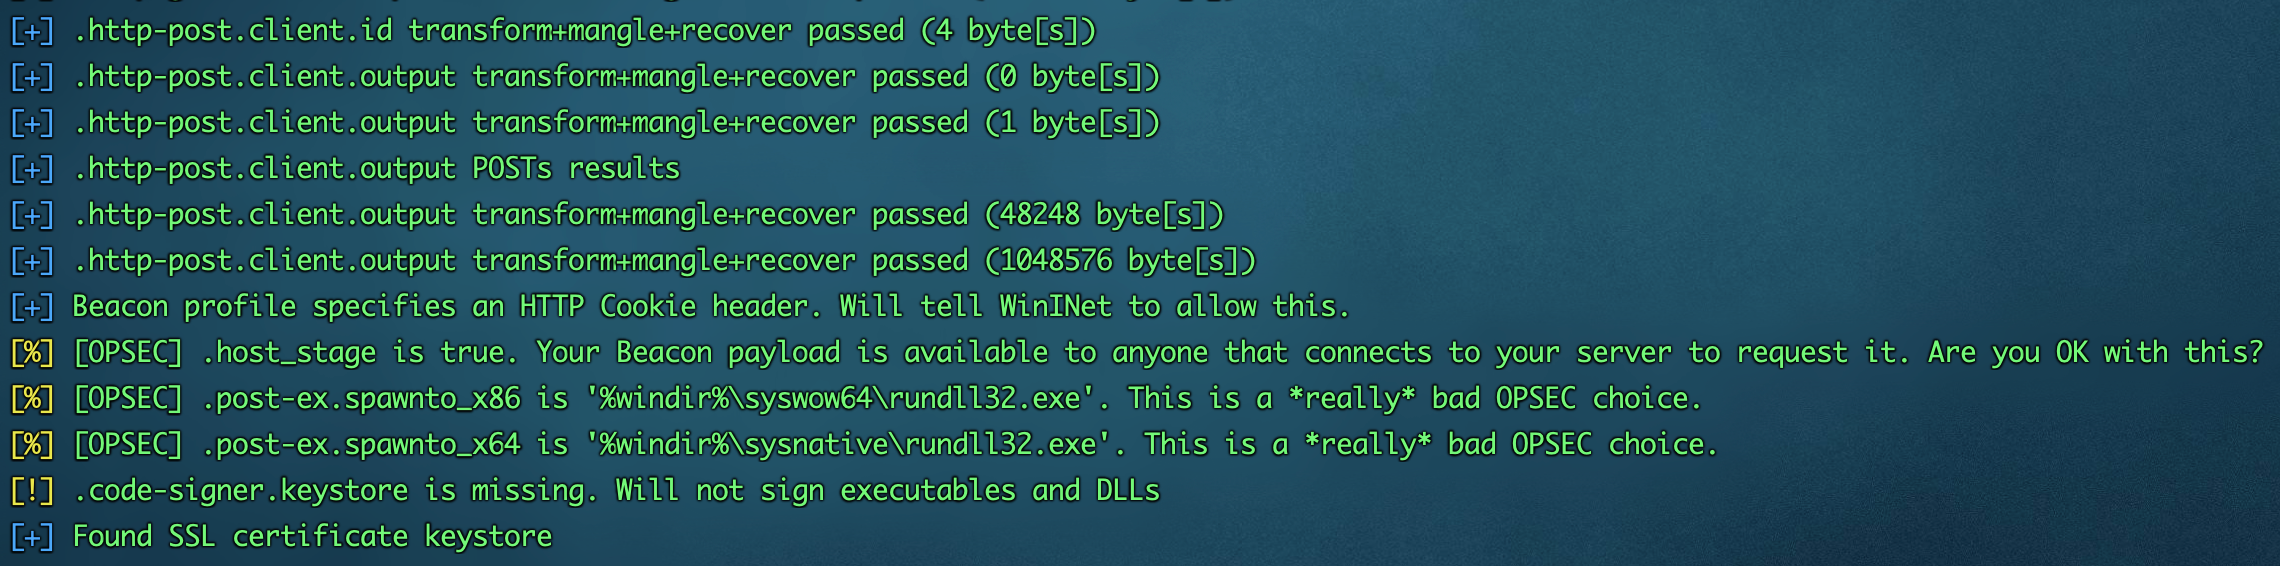 [+] .http-post.client.id transform+mangle+recover passed (4 byte[s])
[+] .http-post.client.output transform+mangle+recover passed (0 byte[s])
[+] .http-post.client.output transform+mangle+recover passed (1 byte[s])
[+] .http-post.client.output POSTs results
[+] .http-post.client.output transform+mangle+recover passed (48248 byte[s])
[+] .http-post.client.output transform+mangle+recover passed (1048576 byte[s])
[+] Beacon profile specifies an HTTP Cookie header. Will tell WinINet to allow this.
[%] [OPSEC] .host_stage is true. Your Beacon payload is available to anyone that connects to your server to request it. Are you OK with this?
[%] [OPSEC] .post-ex.spawnto_x86 is '%windir%\syswow64\rundll32.exe'. This is a *really* bad OPSEC choice.
[%] [OPSEC] .post-ex.spawnto_x64 is '%windir%\sysnative\rundll32.exe'. This is a *really* bad OPSEC choice.
[!] .code-signer.keystore is missing. Will not sign executables and DLLs
[+] Found SSL certificate keystore